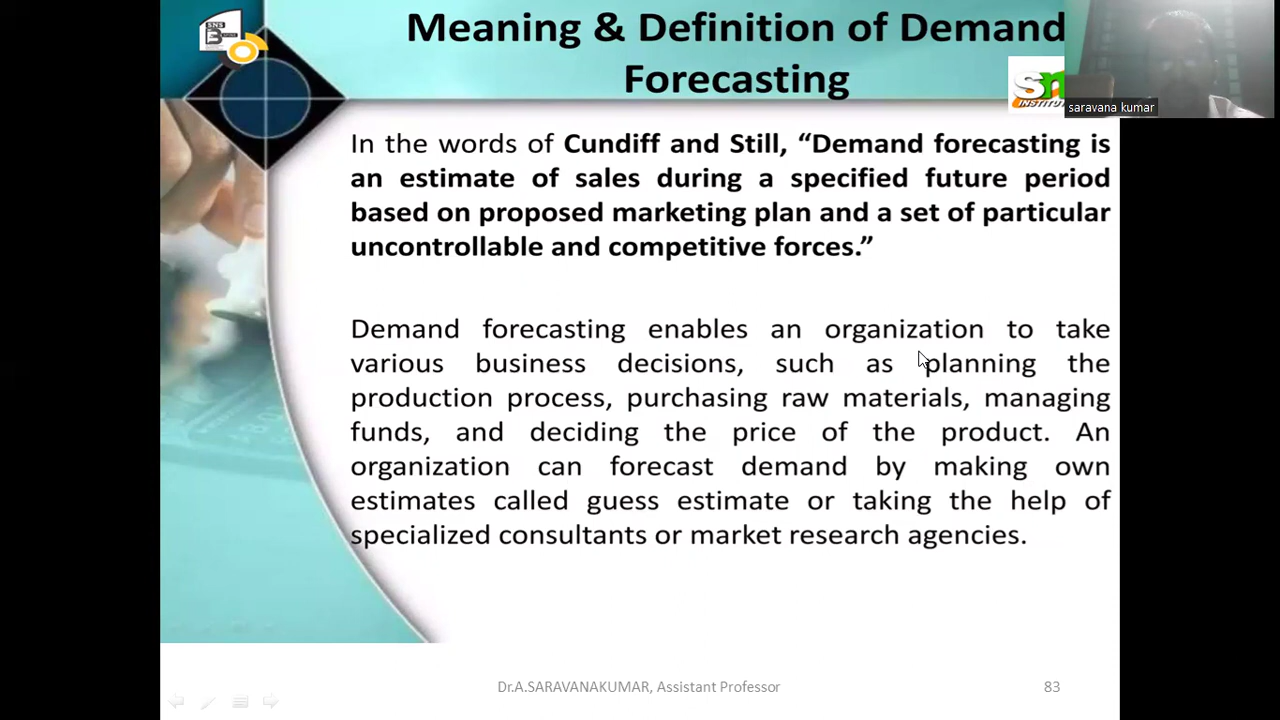 Meaning & Definition of Demand
Forecasting
SNS
B
Sn
INSTITUT
saravana kumar
In the words of Cundiff and Still, “Demand forecasting is
an estimate of sales during a specified future period
based on proposed marketing plan and a set of particular
uncontrollable and competitive forces.”
Demand forecasting enables an organization to take
various business decisions, such as planning the
production process, purchasing raw materials, managing
funds, and deciding the price of the product. An
organization can forecast demand by making own
estimates called guess estimate or taking the help of
specialized consultants or market research agencies.
Dr.A.SARAVANAKUMAR, Assistant Professor
83